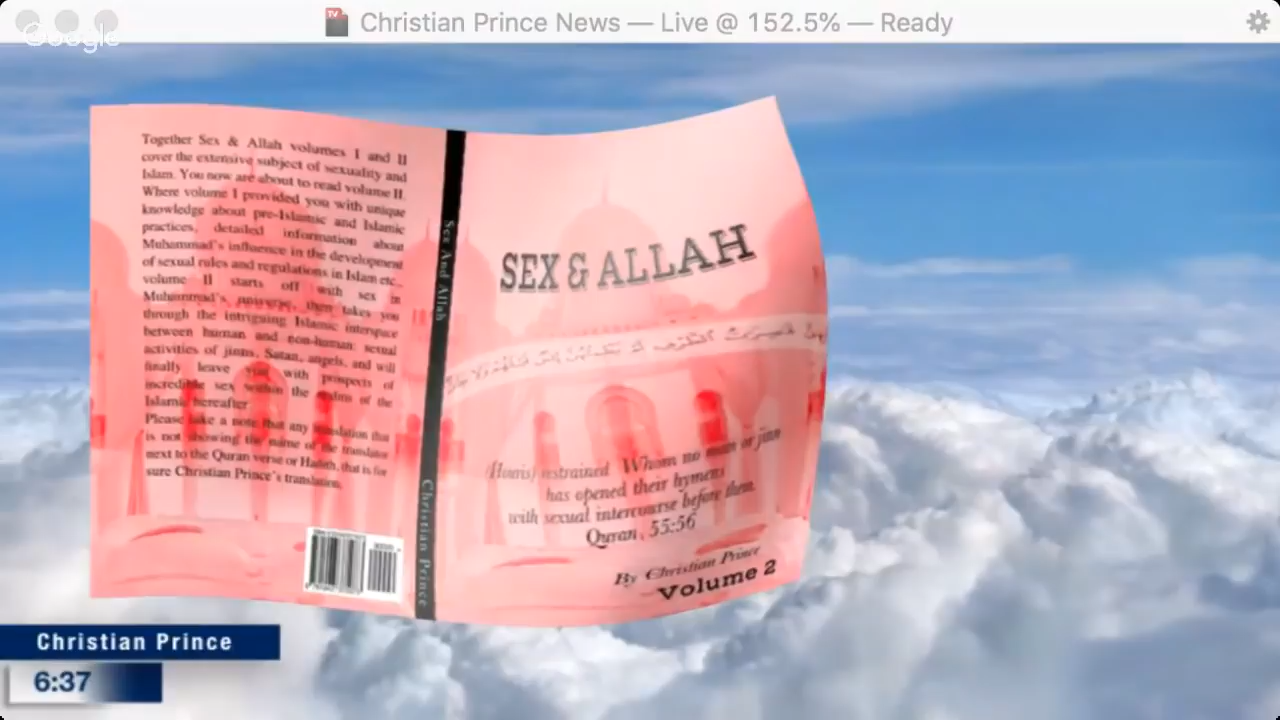 Christian Prince News — Live @ 152.5% — Ready
Google
Together Sex & Allah volumes I and II
cover the extensive subject of sexuality and
Islam. You now are about to read volume II.
Where volume I provided you with unique
knowledge about pre-Islamic and Islamic
practices, detailed information about
Muhammad's influence in the development
of sexual rules and regulations in Islam etc.,
volume II starts off with sex in
Muhammad's universe, then takes you
through the intriguing Islamic interspace
between human and non-human: sexual
activities of jinns, Satan, angels, and will
finally leave you with prospects of
incredible sex within the realms of the
Islamic hereafter
Please take a note that any translation that
is not showing the name of the translator
next to the Quran verse or Hadith, that is for
sure Christian Prince's translation.
Sex And Allah
Christian Prince
SEX & ALLAH
(Houris) restrained Whom no man or jinn
has opened their hymens
with sexual intercourse before them.
Quran, 55:56
By Christian Prince
Volume 2
Christian Prince
6:37